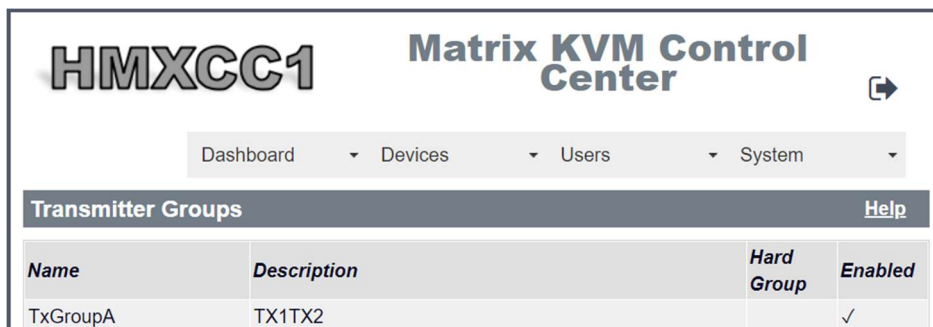 HMXCC1
Matrix KVM Control
Center
Dashboard Devices Users System
Transmitter Groups Help
Name Description Hard Group Enabled
TxGroupA TX1TX2 ✓